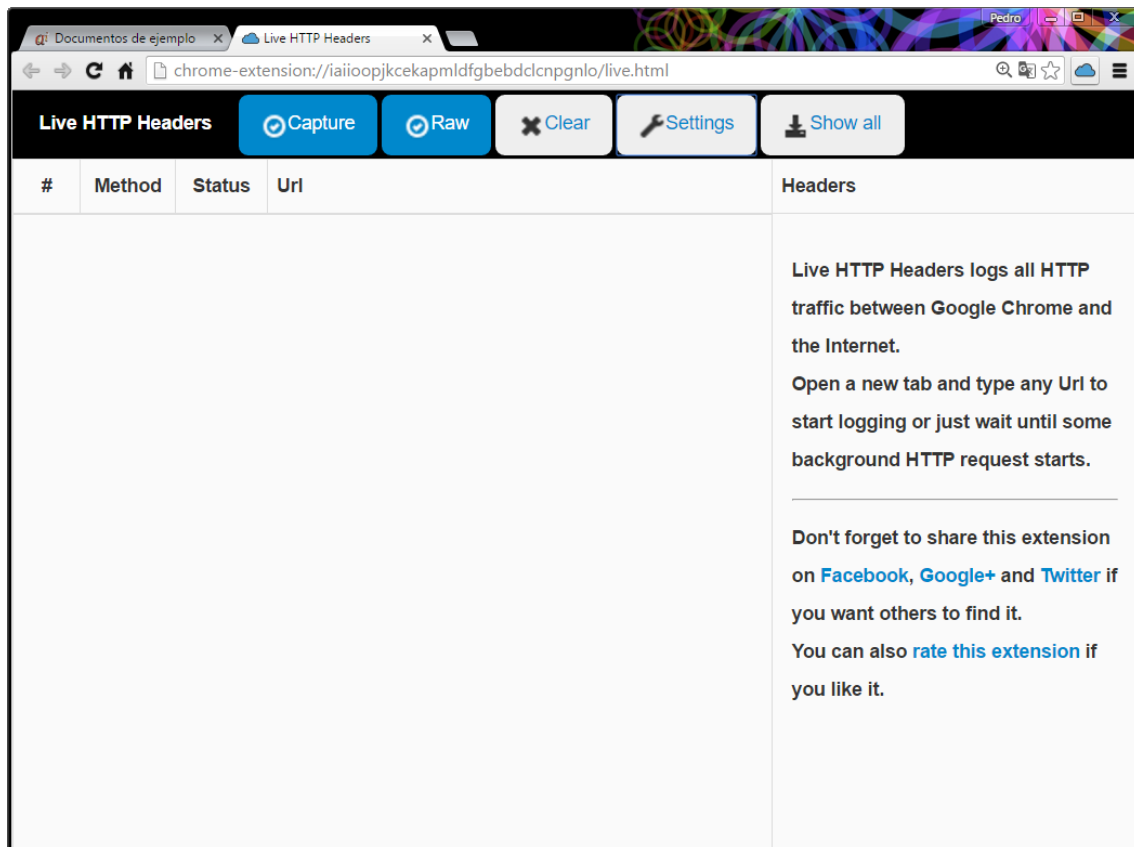 Pedro
Documentos de ejemplo
Live HTTP Headers
chrome-extension://iaiioopjkcekapmldfgbebdclcnpgnlo/live.html
Live HTTP Headers Capture Raw Clear Settings Show all
# Method Status Url Headers
Live HTTP Headers logs all HTTP
traffic between Google Chrome and
the Internet.
Open a new tab and type any Url to
start logging or just wait until some
background HTTP request starts.
Don't forget to share this extension
on Facebook, Google+ and Twitter if
you want others to find it.
You can also rate this extension if
you like it.